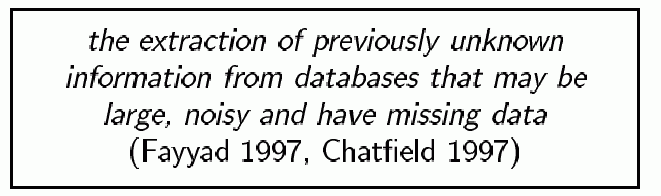 the extraction of previously unknown
information from databases that may be
large, noisy and have missing data
(Fayyad 1997, Chatfield 1997)